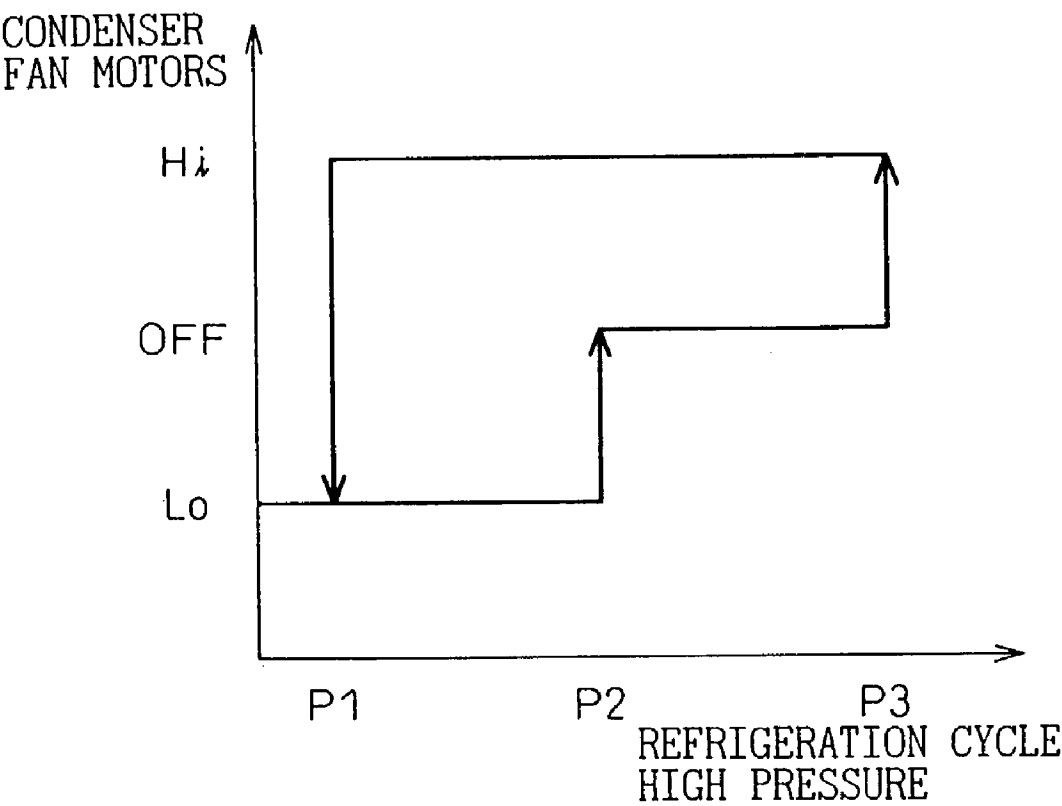 CONDENSER
FAN MOTORS
Hi
OFF
Lo
P1 P2 P3
REFRIGERATION CYCLE
HIGH PRESSURE